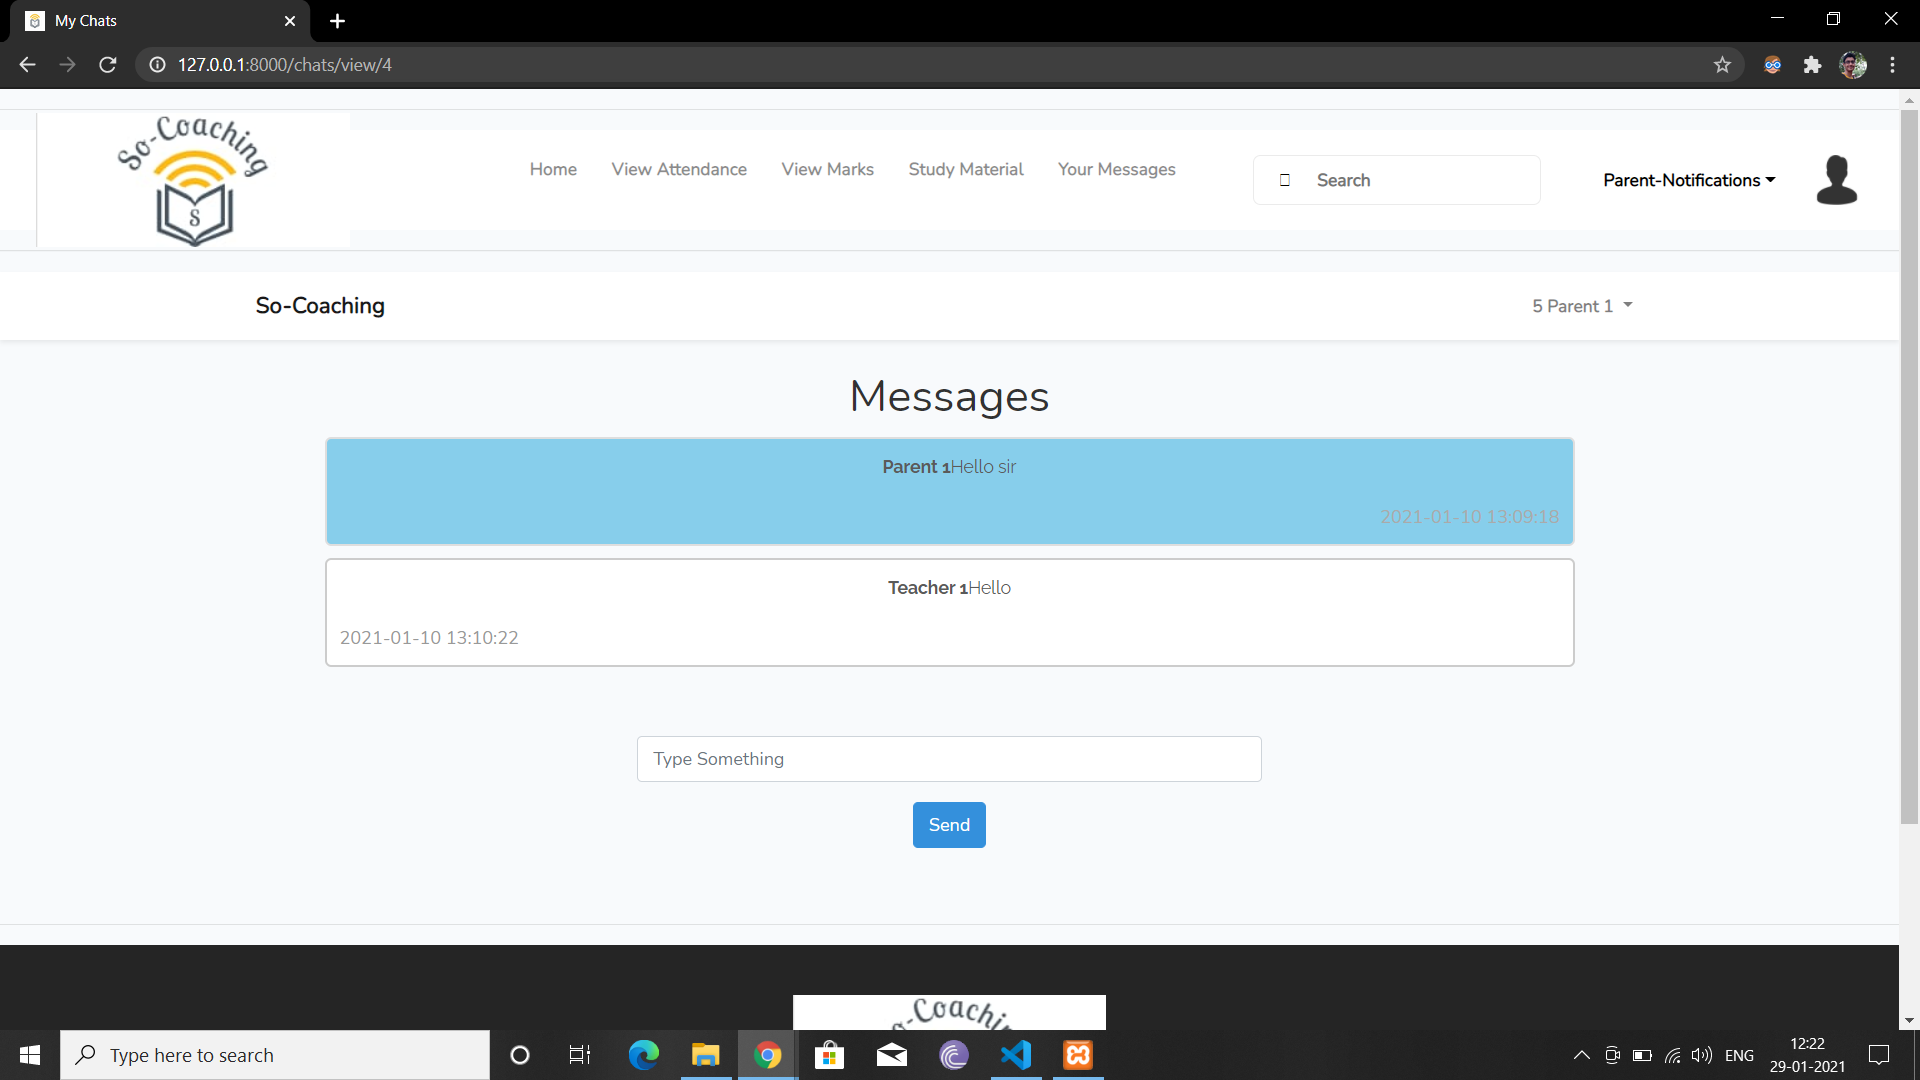 My Chats
127.0.0.1:8000/chats/view/4
So-Coaching
S
Home View Attendance View Marks Study Material Your Messages
Search
Parent-Notifications
So-Coaching
5 Parent 1
Messages
Parent 1Hello sir
2021-01-10 13:09:18
Teacher 1Hello
2021-01-10 13:10:22
Type Something
Send
o-Coachin
Type here to search
ENG
12:22
29-01-2021